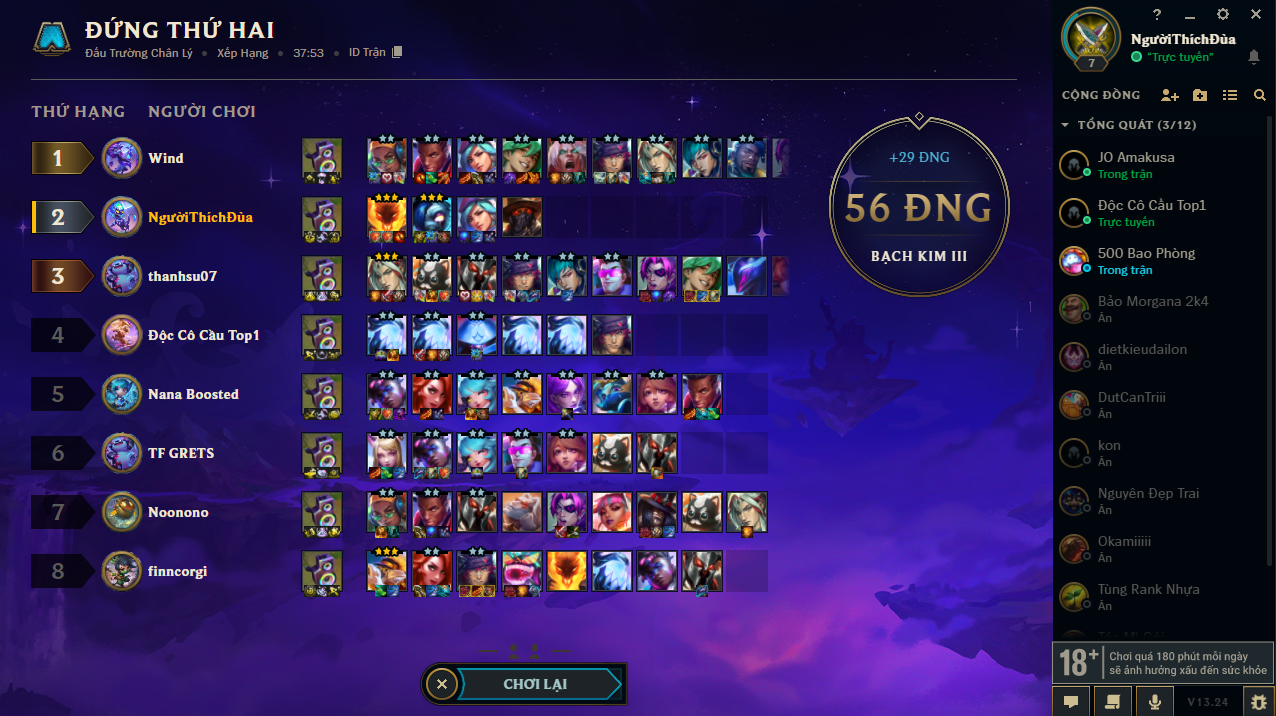 ĐỨNG THỨ HAI
Đấu Trường Chân Lý • Xếp Hạng • 37:53 • ID Trận
THỨ HẠNG NGƯỜI CHƠI
1 Wind
2 NgườiThíchĐùa
3 thanhsu07
4 Độc Cô Cầu Top1
5 Nana Boosted
6 TF GRETS
7 Noonono
8 finncorgi
+29 ĐNG
56 ĐNG
BẠCH KIM III
CHƠI LẠI
?
NgườiThíchĐùa
"Trực tuyến"
7
CỘNG ĐỒNG
TỔNG QUÁT (3/12)
JO Amakusa
Trong trận
Độc Cô Cầu Top1
Trực tuyến
500 Bao Phòng
Trong trận
Bảo Morgana 2k4
Ẩn
dietkieudailon
Ẩn
DutCanTriii
Ẩn
kon
Ẩn
Nguyên Đẹp Trai
Ẩn
Okamiiiii
Ẩn
Tùng Rank Nhựa
Ẩn
18+
Chơi quá 180 phút mỗi ngày
sẽ ảnh hưởng xấu đến sức khỏe
V13.24